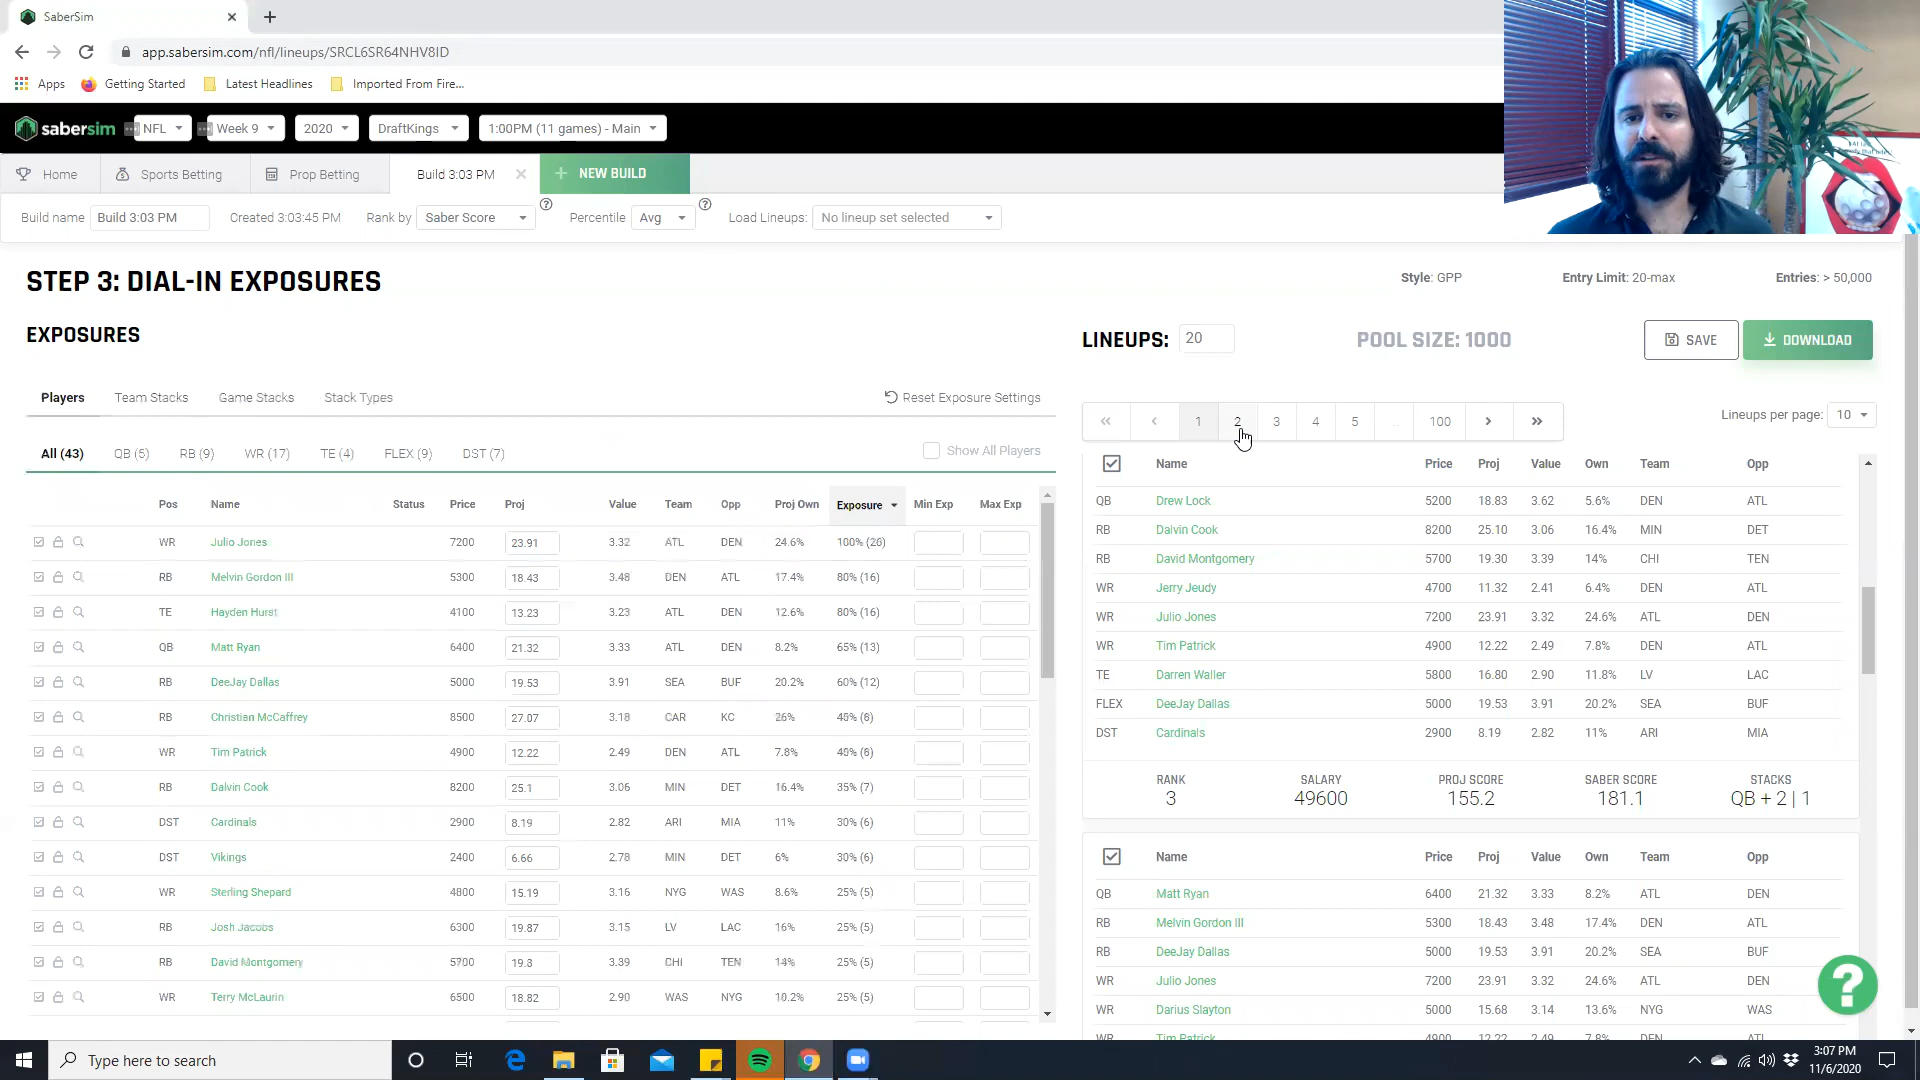 SaberSim
app.sabersim.com/nfl/lineups/SRCL6SR64NHV8ID
Apps Getting Started Latest Headlines Imported From Fire...
sabersim NFL Week 9 2020 DraftKings 1:00PM (11 games) - Main
Home Sports Betting Prop Betting Build 3:03 PM NEW BUILD
Build name Build 3:03 PM Created 3:03:45 PM Rank by Saber Score Percentile Avg Load Lineups: No lineup set selected
STEP 3: DIAL-IN EXPOSURES
Style: GPP Entry Limit: 20-max Entries: > 50,000
EXPOSURES
LINEUPS: 20 POOL SIZE: 1000 SAVE DOWNLOAD
Players Team Stacks Game Stacks Stack Types Reset Exposure Settings
« ‹ 1 2 3 4 5 .. 100 › » Lineups per page: 10
All (43) QB (5) RB (9) WR (17) TE (4) FLEX (9) DST (7) Show All Players
Pos Name Status Price Proj Value Team Opp Proj Own Exposure Min Exp Max Exp
WR Julio Jones 7200 23.91 3.32 ATL DEN 24.6% 100% (20)
RB Melvin Gordon III 5300 18.43 3.48 DEN ATL 17.4% 80% (16)
TE Hayden Hurst 4100 13.23 3.23 ATL DEN 12.6% 80% (16)
QB Matt Ryan 6400 21.32 3.33 ATL DEN 8.2% 65% (13)
RB DeeJay Dallas 5000 19.53 3.91 SEA BUF 20.2% 60% (12)
RB Christian McCaffrey 8500 27.07 3.18 CAR KC 26% 40% (8)
WR Tim Patrick 4900 12.22 2.49 DEN ATL 7.8% 40% (8)
RB Dalvin Cook 8200 25.1 3.06 MIN DET 16.4% 35% (7)
DST Cardinals 2900 8.19 2.82 ARI MIA 11% 30% (6)
DST Vikings 2400 6.66 2.78 MIN DET 6% 30% (6)
WR Sterling Shepard 4800 15.19 3.16 NYG WAS 8.6% 25% (5)
RB Josh Jacobs 6300 19.87 3.15 LV LAC 16% 25% (5)
RB David Montgomery 5700 19.3 3.39 CHI TEN 14% 25% (5)
WR Terry McLaurin 6500 18.82 2.90 WAS NYG 10.2% 25% (5)
Name Price Proj Value Own Team Opp
QB Drew Lock 5200 18.83 3.62 5.6% DEN ATL
RB Dalvin Cook 8200 25.10 3.06 16.4% MIN DET
RB David Montgomery 5700 19.30 3.39 14% CHI TEN
WR Jerry Jeudy 4700 11.32 2.41 6.4% DEN ATL
WR Julio Jones 7200 23.91 3.32 24.6% ATL DEN
WR Tim Patrick 4900 12.22 2.49 7.8% DEN ATL
TE Darren Waller 5800 16.80 2.90 11.8% LV LAC
FLEX DeeJay Dallas 5000 19.53 3.91 20.2% SEA BUF
DST Cardinals 2900 8.19 2.82 11% ARI MIA
RANK SALARY PROJ SCORE SABER SCORE STACKS
3 49600 155.2 181.1 QB + 2 | 1
Name Price Proj Value Own Team Opp
QB Matt Ryan 6400 21.32 3.33 8.2% ATL DEN
RB Melvin Gordon III 5300 18.43 3.48 17.4% DEN ATL
RB DeeJay Dallas 5000 19.53 3.91 20.2% SEA BUF
WR Julio Jones 7200 23.91 3.32 24.6% ATL DEN
WR Darius Slayton 5000 15.68 3.14 13.6% NYG WAS
WR Tim Patrick 4900 12.22 2.49 7.8% DEN ATL
?
Type here to search
3:07 PM
11/6/2020